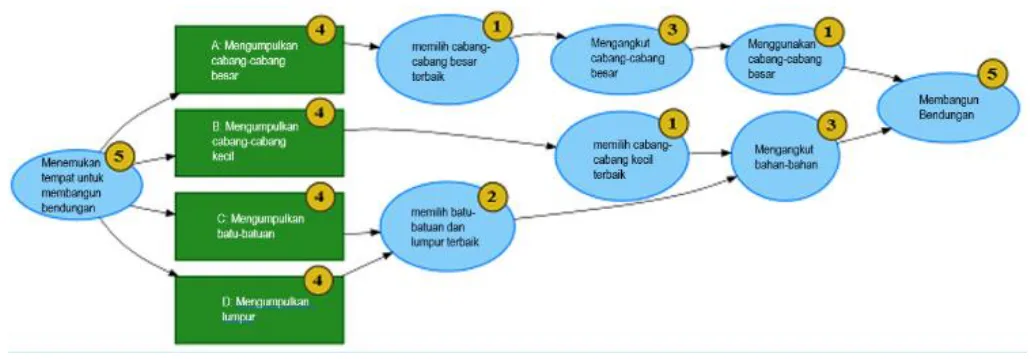 4
A: Mengumpulkan
cabang-cabang
besar
1
memilih cabang-
cabang besar
terbaik
3
Mengangkut
cabang-cabang
besar
1
Menggunakan
cabang-cabang
besar
5
Membangun
Bendungan
4
B: Mengumpulkan
cabang-cabang
kecil
1
memilih cabang-
cabang kecil
terbaik
3
Mengangkut
bahan-bahan
5
Menemukan
tempat untuk
membangun
bendungan
4
C: Mengumpulkan
batu-batuan
2
memilih batu-
batuan dan
lumpur terbaik
4
D: Mengumpulkan
lumpur